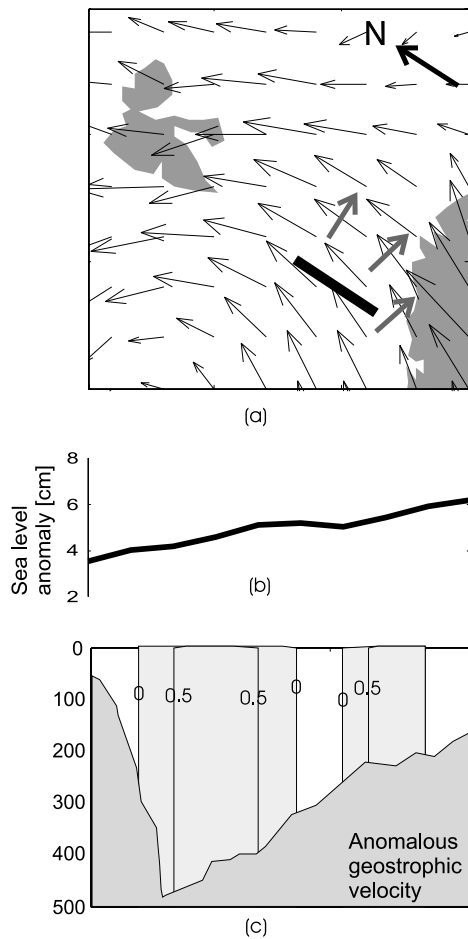 N
(a)
8
6
4
2
Sea level
anomaly [cm]
(b)
0
100
200
300
400
500
0
0.5
0.5
0
0
0.5
Anomalous
geostrophic
velocity
(c)